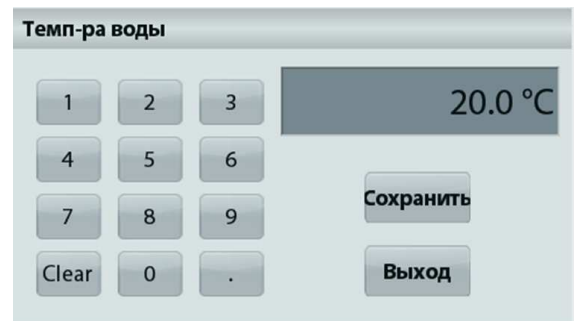 Темп-ра воды
1 2 3
20.0 °C
4 5 6
7 8 9
Clear 0 .
Сохранить
Выход